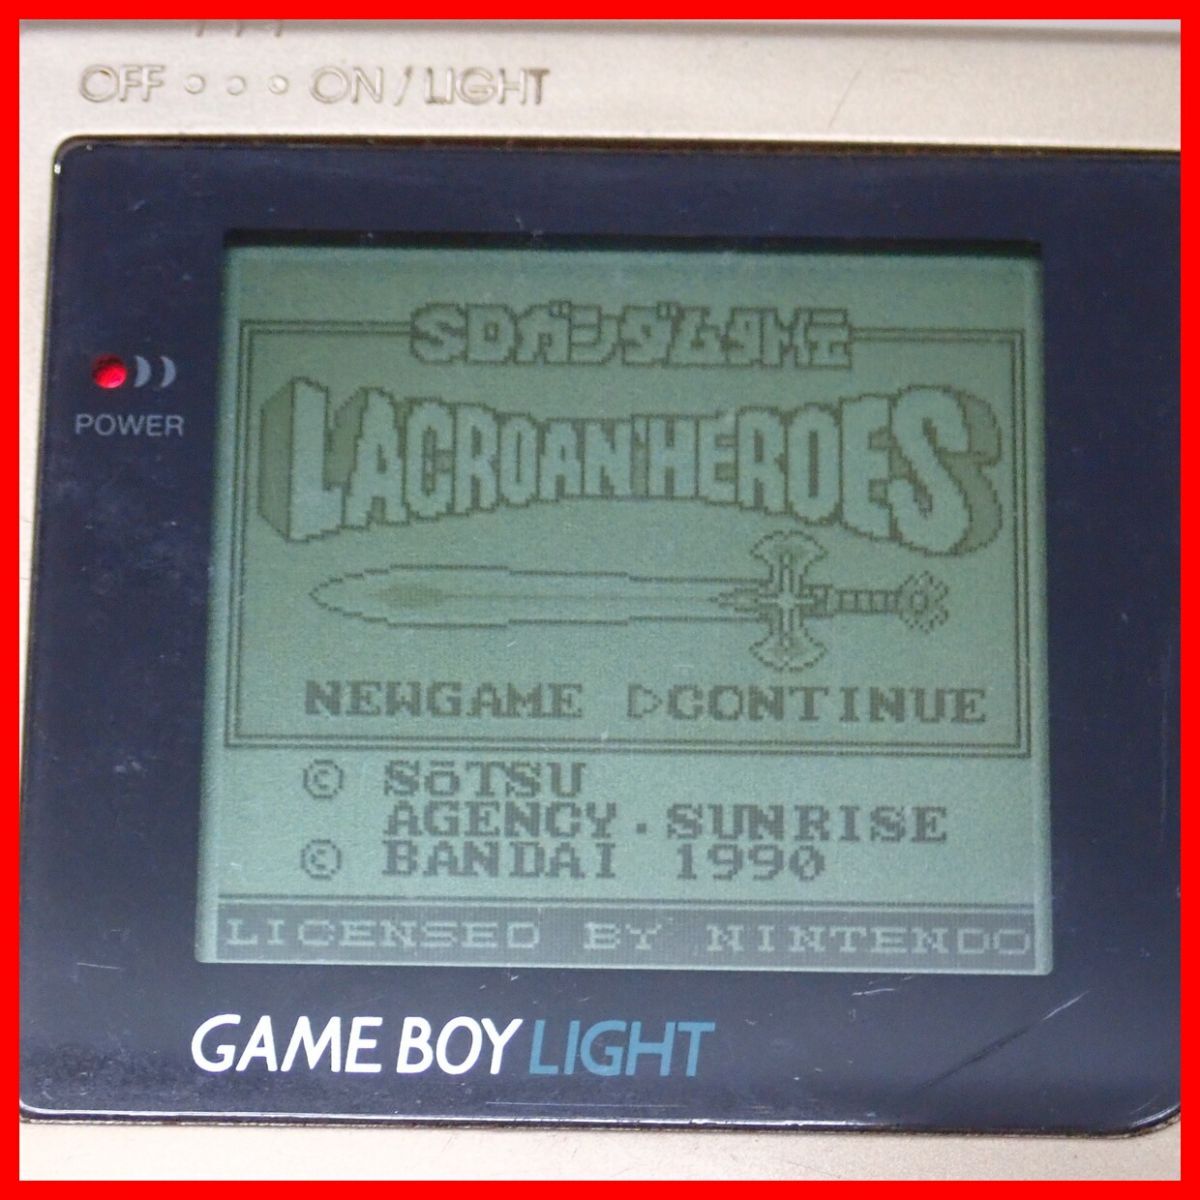 OFF • • • ON / LIGHT
POWER
SDガンダム外伝
LACROAN'HEROES
NEWGAME ▷CONTINUE
© SŌTSU
AGENCY・SUNRISE
© BANDAI 1990
LICENSED BY NINTENDO
GAME BOY LIGHT